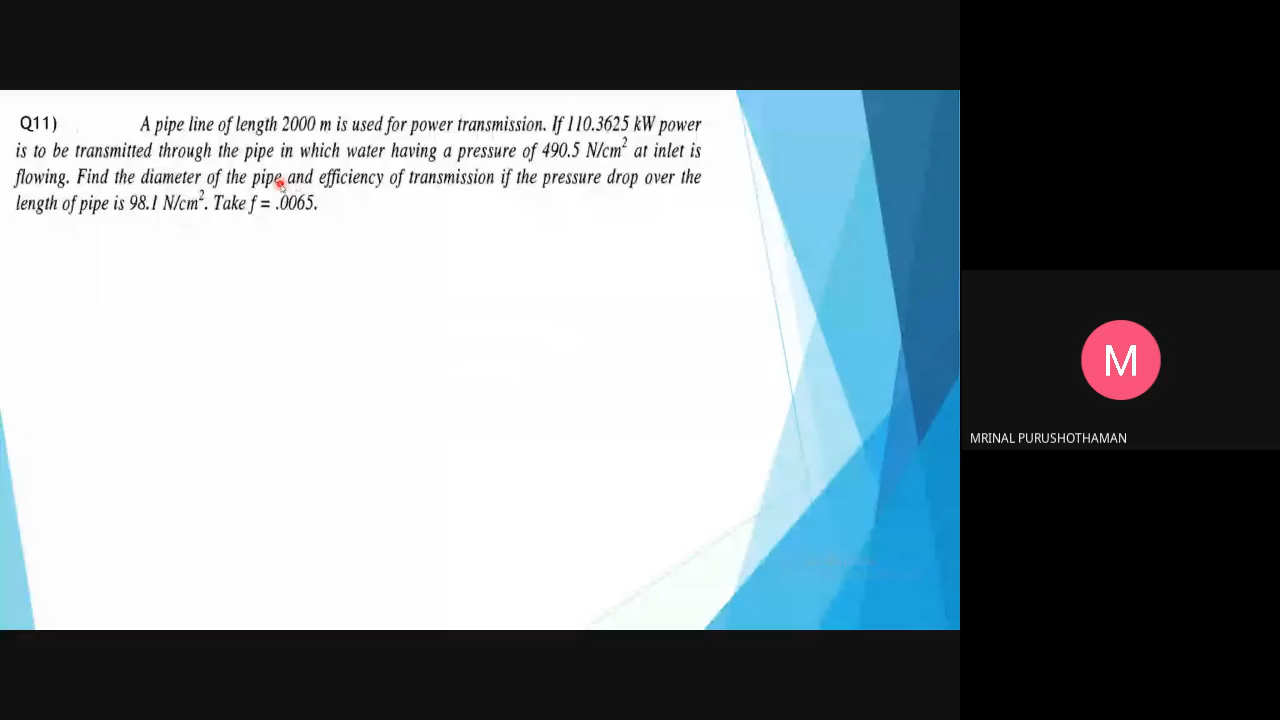 Q11) A pipe line of length 2000 m is used for power transmission. If 110.3625 kW power
is to be transmitted through the pipe in which water having a pressure of 490.5 N/cm² at inlet is
flowing. Find the diameter of the pipe and efficiency of transmission if the pressure drop over the
length of pipe is 98.1 N/cm². Take f = .0065.
M
MRINAL PURUSHOTHAMAN